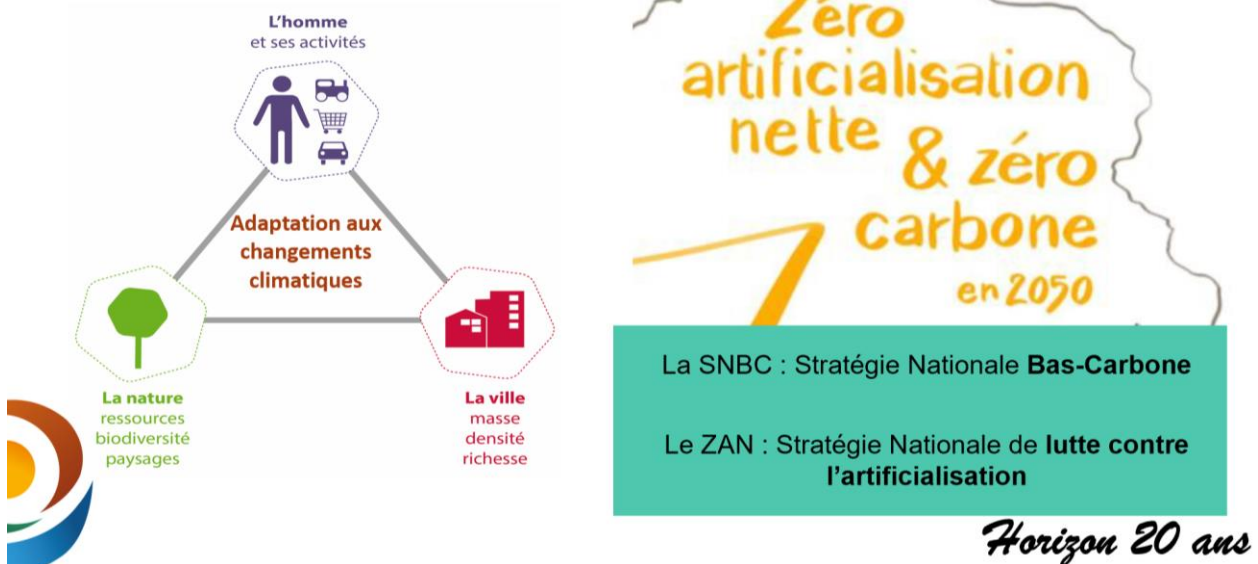 L'homme
et ses activités
Adaptation aux
changements
climatiques
La nature
ressources
biodiversité
paysages
La ville
masse
densité
richesse
Zéro
artificialisation
nette & zéro
carbone
en 2050
La SNBC : Stratégie Nationale Bas-Carbone
Le ZAN : Stratégie Nationale de lutte contre
l'artificialisation
Horizon 20 ans